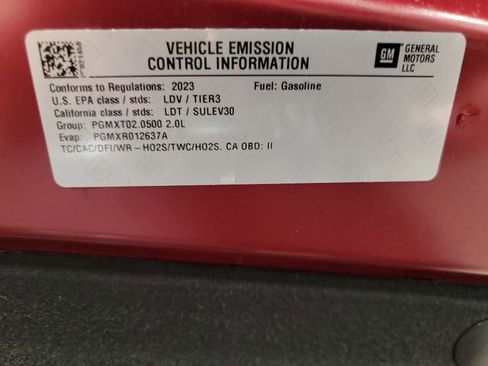 VEHICLE EMISSION
CONTROL INFORMATION
GM GENERAL
MOTORS
LLC
Conforms to Regulations: 2023 Fuel: Gasoline
U.S. EPA class / stds: LDV / TIER3
California class / stds: LDT / SULEV30
Group: PGMXT02.0500 2.0L
Evap: PGMXR012637A
TC/CAC/DFI/WR – HO2S/TWC/HO2S. CA OBD: II